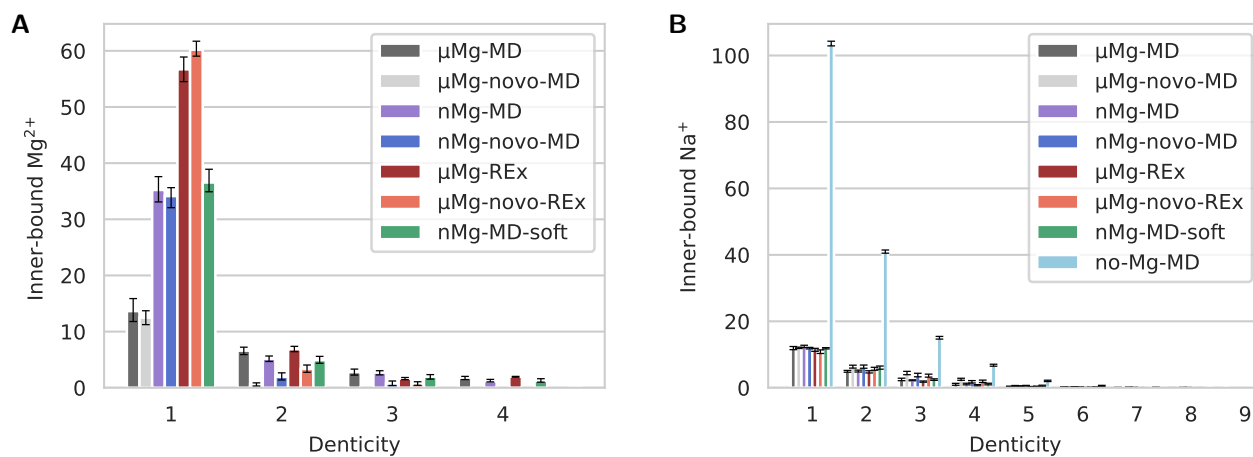 A
Inner-bound Mg²⁺
60
50
40
30
20
10
0
1 2 3 4
Denticity
μMg-MD
μMg-novo-MD
nMg-MD
nMg-novo-MD
μMg-REx
μMg-novo-REx
nMg-MD-soft
B
Inner-bound Na⁺
100
80
60
40
20
0
1 2 3 4 5 6 7 8 9
Denticity
μMg-MD
μMg-novo-MD
nMg-MD
nMg-novo-MD
μMg-REx
μMg-novo-REx
nMg-MD-soft
no-Mg-MD